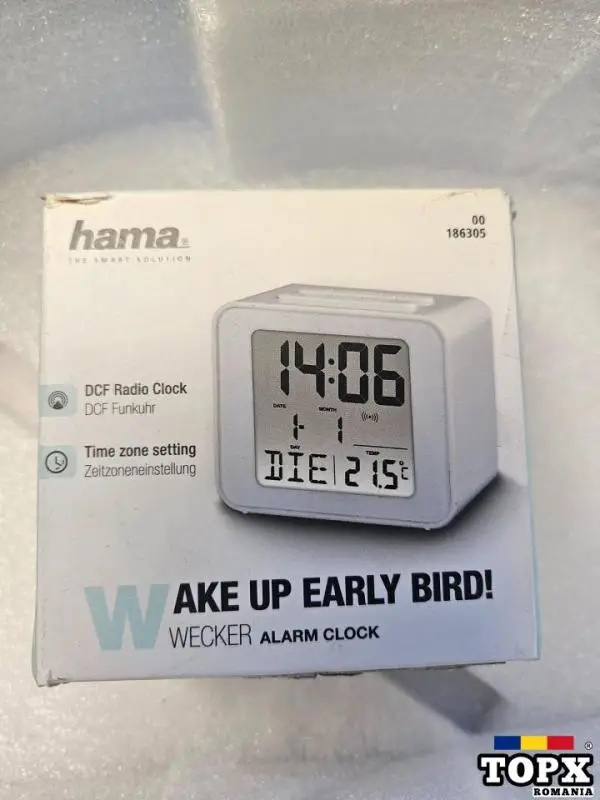 hama®
THE SMART SOLUTION
00
186305
DCF Radio Clock
DCF Funkuhr
Time zone setting
Zeitzoneneinstellung
14:06
DATE MONTH
1 1
DAY TEMP
DIE 21.5°C
WAKE UP EARLY BIRD!
WECKER ALARM CLOCK
TOPX®
ROMANIA